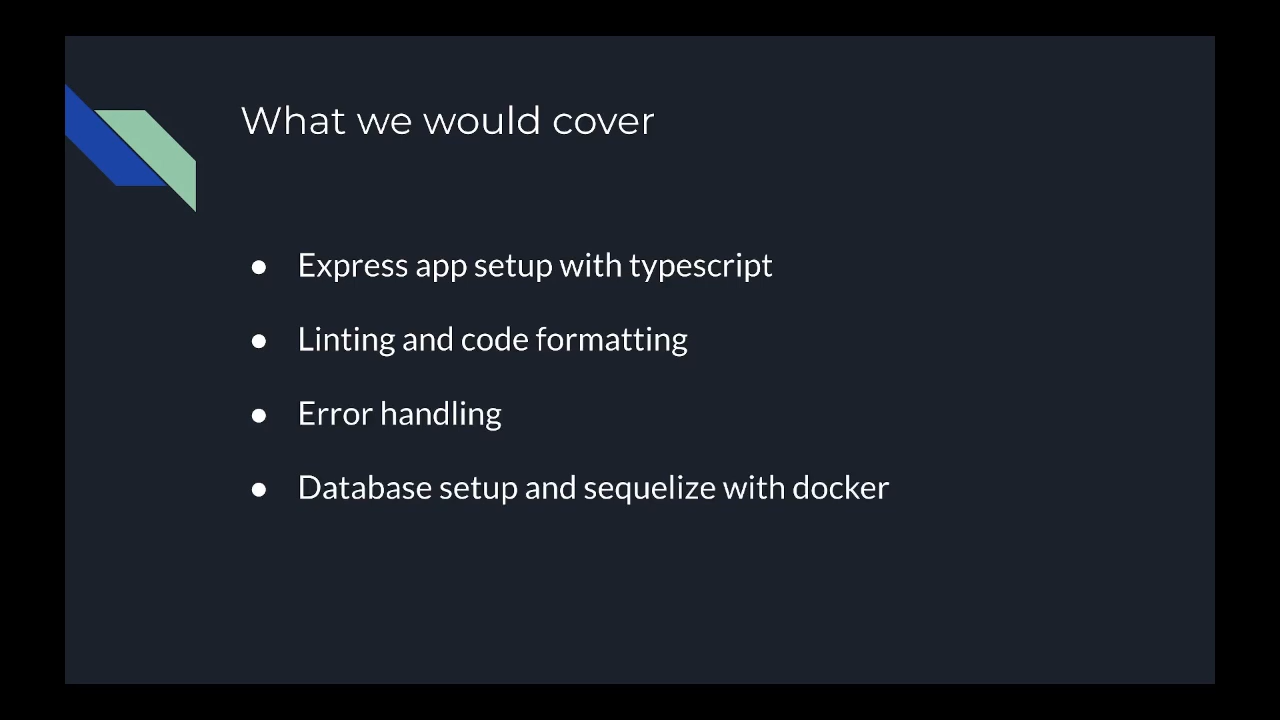 What we would cover
● Express app setup with typescript
● Linting and code formatting
● Error handling
● Database setup and sequelize with docker